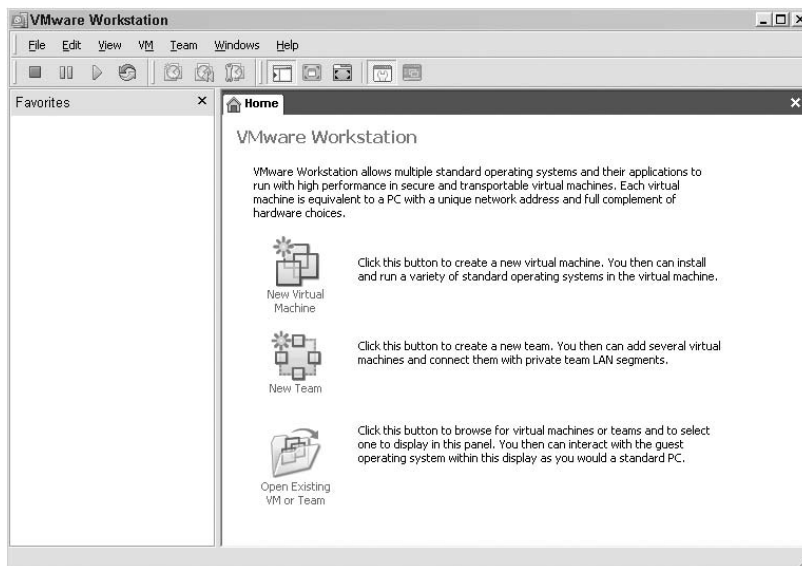 VMware Workstation
File Edit View VM Team Windows Help
Favorites
Home
VMware Workstation
VMware Workstation allows multiple standard operating systems and their applications to
run with high performance in secure and transportable virtual machines. Each virtual
machine is equivalent to a PC with a unique network address and full complement of
hardware choices.
Click this button to create a new virtual machine. You then can install
and run a variety of standard operating systems in the virtual machine.
New Virtual
Machine
Click this button to create a new team. You then can add several virtual
machines and connect them with private team LAN segments.
New Team
Click this button to browse for virtual machines or teams and to select
one to display in this panel. You then can interact with the guest
operating system within this display as you would a standard PC.
Open Existing
VM or Team